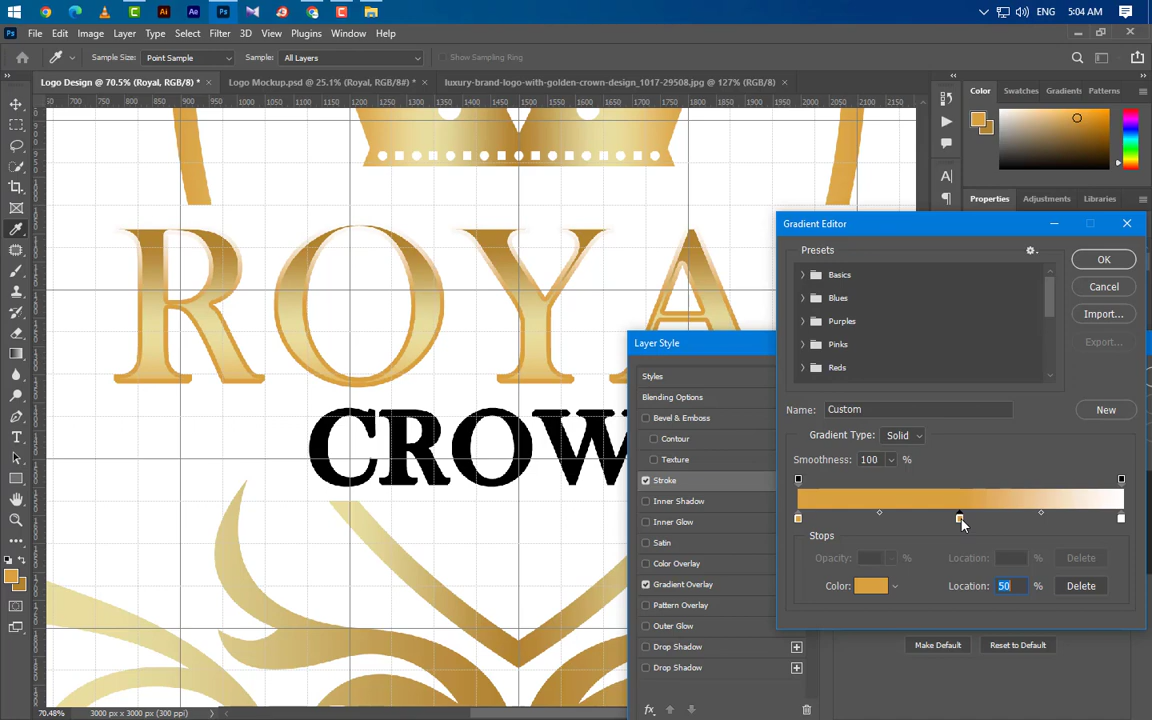 ENG 5:04 AM
File Edit Image Layer Type Select Filter 3D View Plugins Window Help
Sample Size: Point Sample Sample: All Layers Show Sampling Ring
Logo Design @ 70.5% (Royal, RGB/8) * × Logo Mockup.psd @ 25.1% (Royal, RGB/8#) * × luxury-brand-logo-with-golden-crown-design_1017-29508.jpg @ 127% (RGB/8) ×
Color Swatches Gradients Patterns
Properties Adjustments Libraries
ROYA
CROW
Layer Style
Styles
Blending Options
Bevel & Emboss
Contour
Texture
Stroke
Inner Shadow
Inner Glow
Satin
Color Overlay
Gradient Overlay
Pattern Overlay
Outer Glow
Drop Shadow
Drop Shadow
fx
Gradient Editor
Presets
Basics
Blues
Purples
Pinks
Reds
OK
Cancel
Import...
Export...
Name: Custom New
Gradient Type: Solid
Smoothness: 100 %
Stops
Opacity: % Location: % Delete
Color: Location: 50 % Delete
Make Default Reset to Default
70.48% 3000 px x 3000 px (300 ppi)